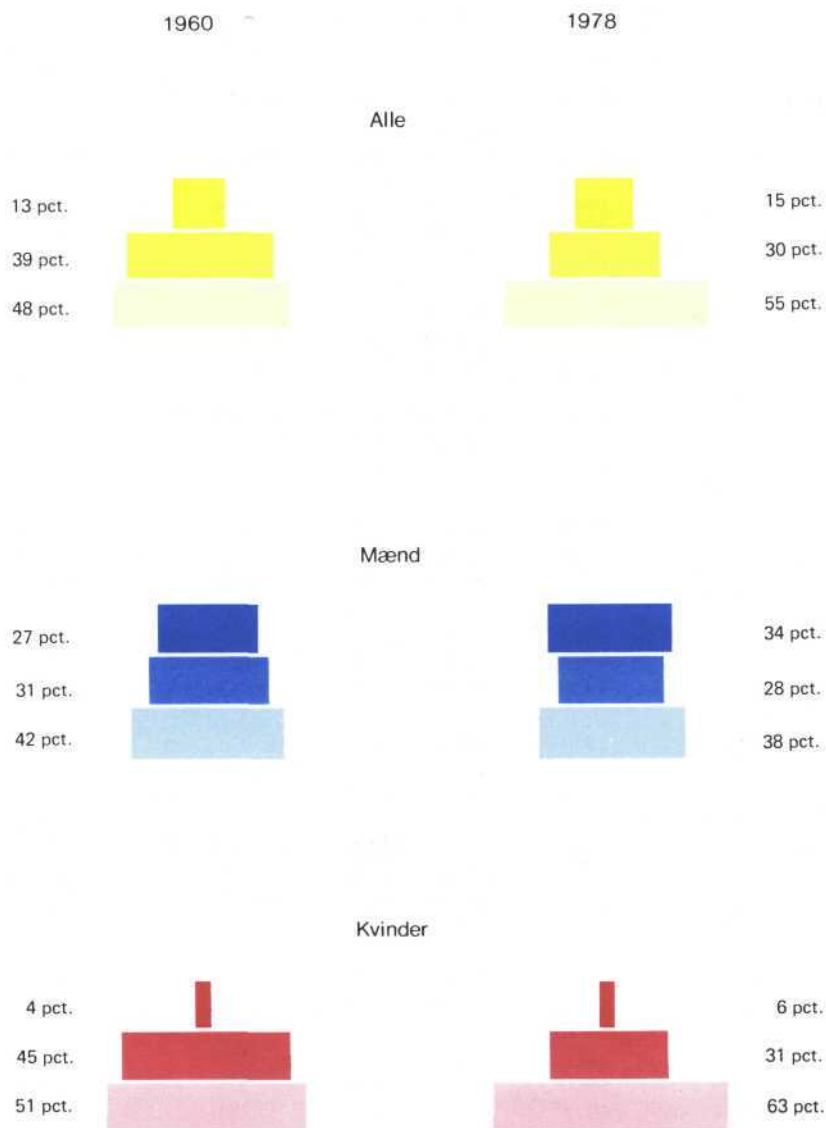 1960 1978
Alle
13 pct. 15 pct.
39 pct. 30 pct.
48 pct. 55 pct.
Mænd
27 pct. 34 pct.
31 pct. 28 pct.
42 pct. 38 pct.
Kvinder
4 pct. 6 pct.
45 pct. 31 pct.
51 pct. 63 pct.